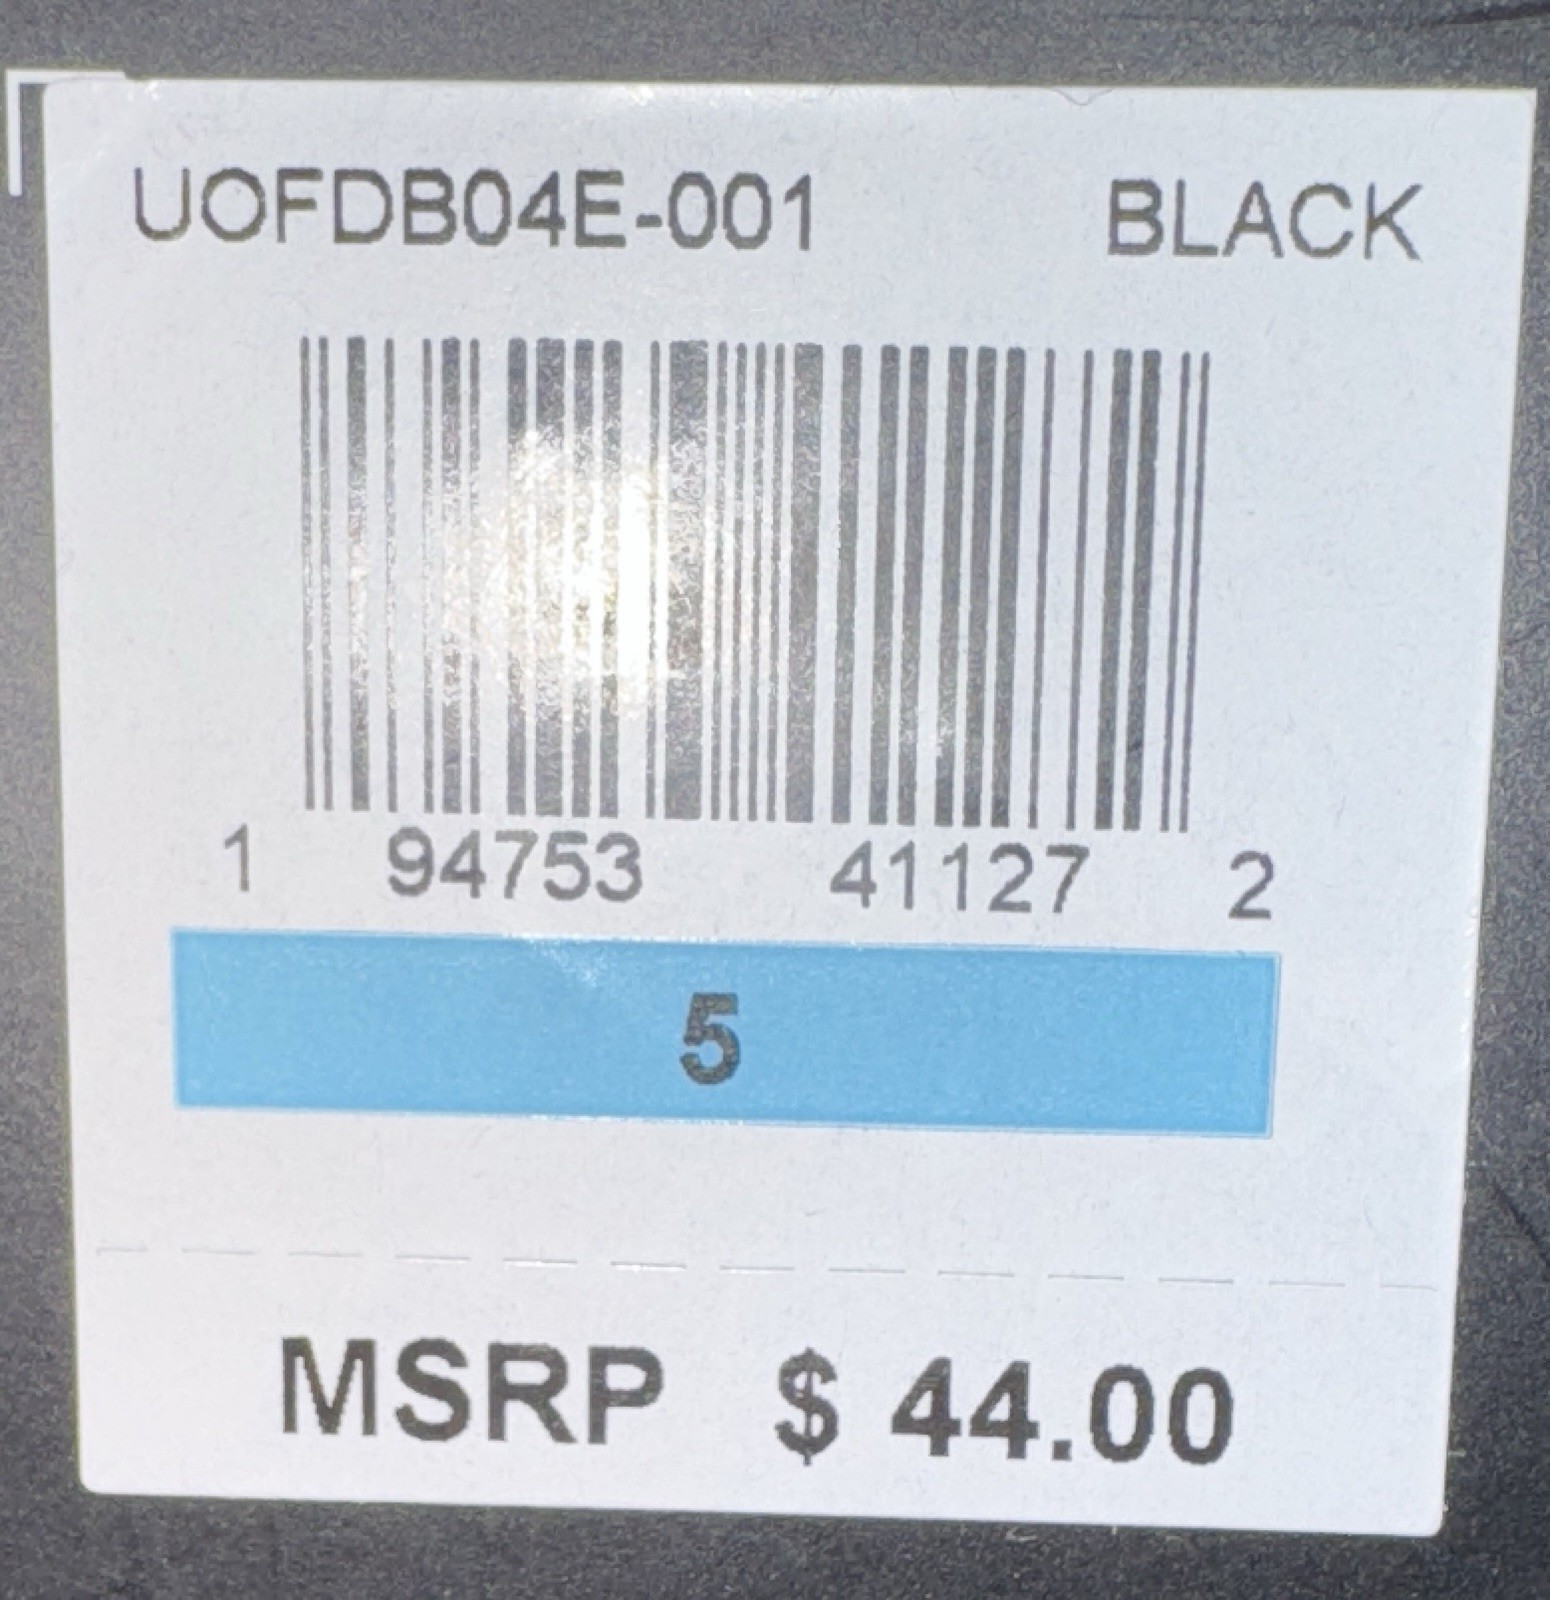 UOFDB04E-001 BLACK
1 94753 41127 2
5
MSRP $ 44.00